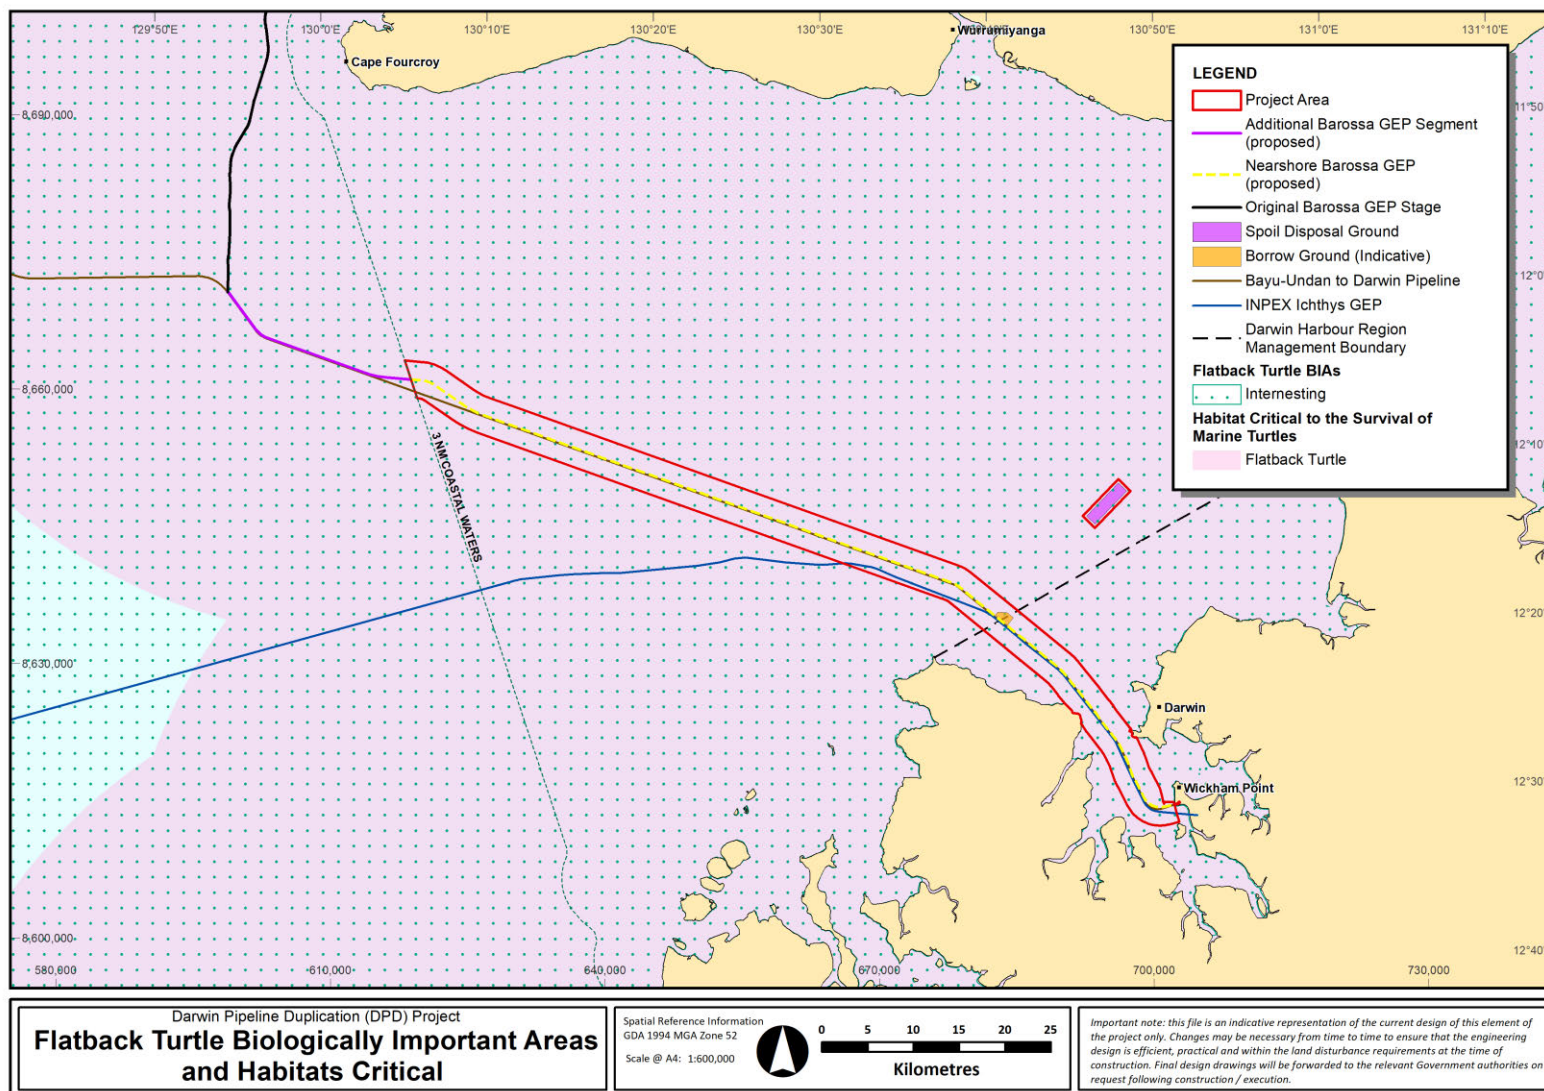 129°50'E
130°0'E
130°10'E
130°20'E
130°30'E
130°50'E
131°0'E
131°10'E
Wurrumiyanga
Cape Fourcroy
8,690,000
8,660,000
8,630,000
8,600,000
3 NM COASTAL WATERS
Darwin
Wickham Point
LEGEND
Project Area
Additional Barossa GEP Segment
(proposed)
Nearshore Barossa GEP
(proposed)
Original Barossa GEP Stage
Spoil Disposal Ground
Borrow Ground (Indicative)
Bayu-Undan to Darwin Pipeline
INPEX Ichthys GEP
Darwin Harbour Region
Management Boundary
Flatback Turtle BIAs
Internesting
Habitat Critical to the Survival of
Marine Turtles
Flatback Turtle
11°50'
12°0'
12°20'
12°30'
12°40'
580,000
610,000
640,000
670,000
700,000
730,000
Darwin Pipeline Duplication (DPD) Project
Flatback Turtle Biologically Important Areas
and Habitats Critical
Spatial Reference Information
GDA 1994 MGA Zone 52
Scale @ A4: 1:600,000
0 5 10 15 20 25
Kilometres
Important note: this file is an indicative representation of the current design of this element of
the project only. Changes may be necessary from time to time to ensure that the engineering
design is efficient, practical and within the land disturbance requirements at the time of
construction. Final design drawings will be forwarded to the relevant Government authorities on
request following construction / execution.